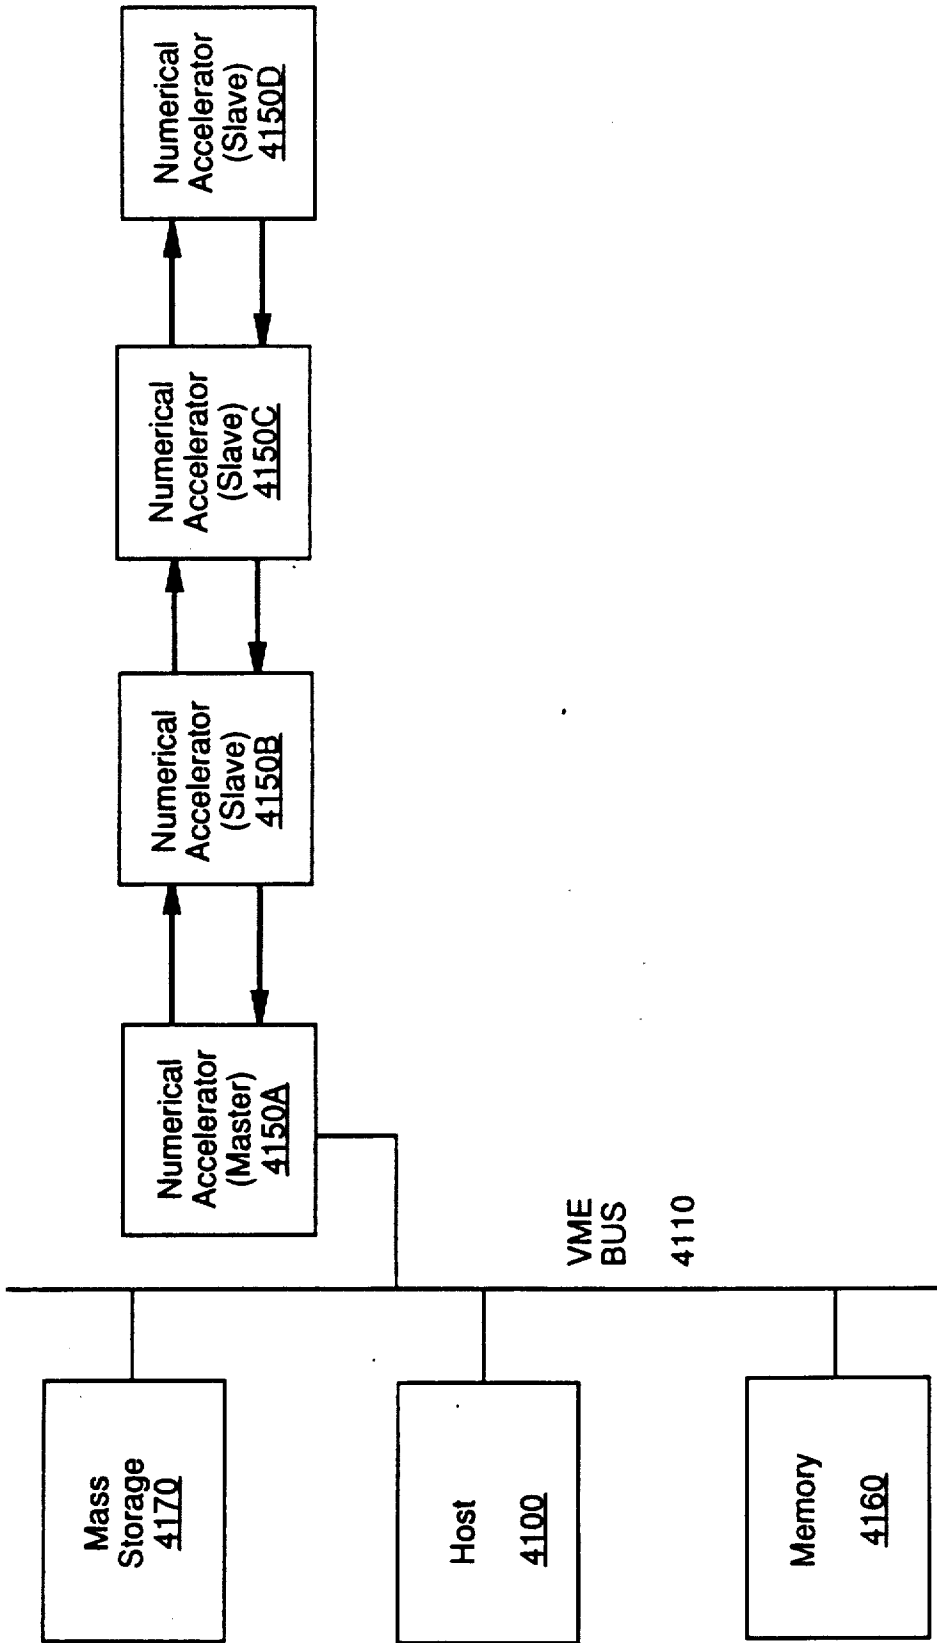 Mass
Storage
4170
Host
4100
Memory
4160
VME
BUS
4110
Numerical
Accelerator
(Master)
4150A
Numerical
Accelerator
(Slave)
4150B
Numerical
Accelerator
(Slave)
4150C
Numerical
Accelerator
(Slave)
4150D